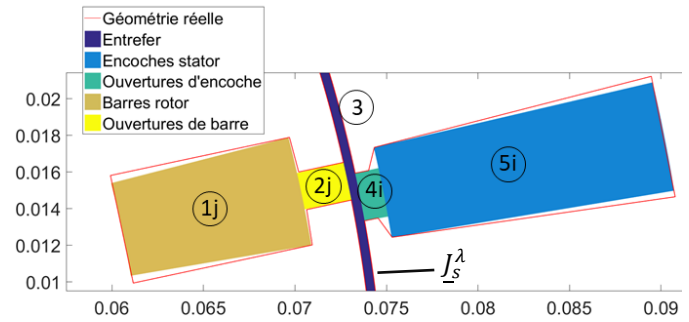 Géométrie réelle
Entrefer
Encoches stator
Ouvertures d'encoche
Barres rotor
Ouvertures de barre
0.02
0.018
0.016
0.014
0.012
0.01
3
5i
4i
2j
1j
J_s^λ
0.06 0.065 0.07 0.075 0.08 0.085 0.09